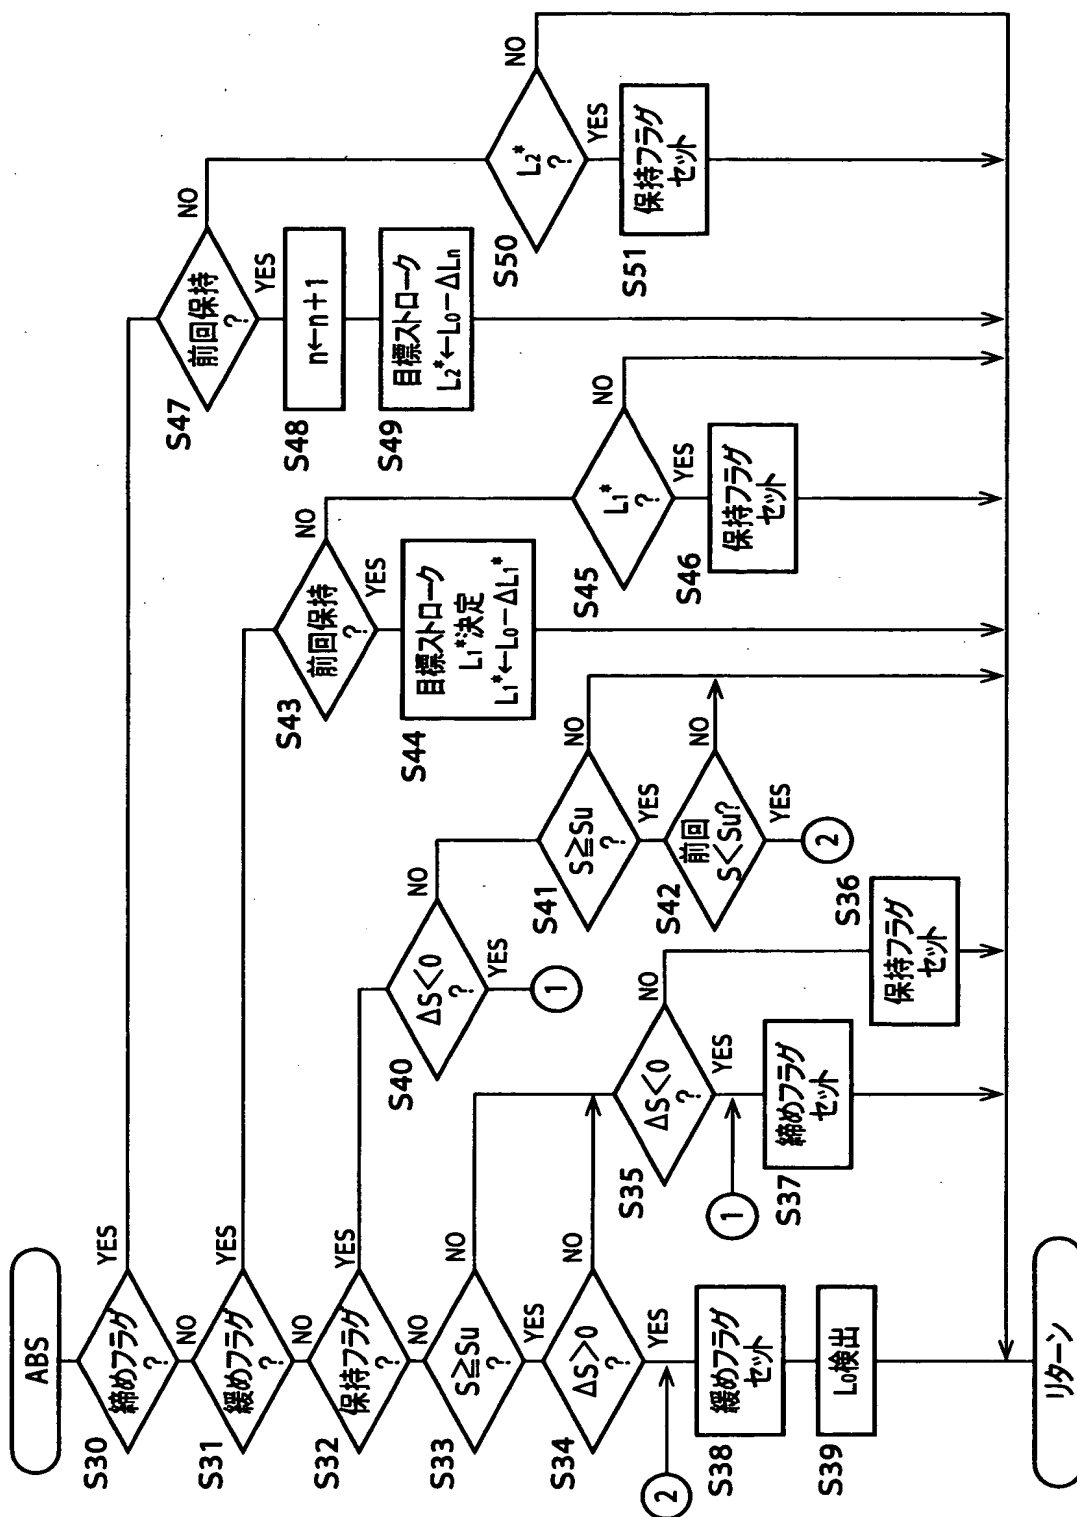 ABS
S30
締めフラグ
?
YES
NO
S31
緩めフラグ
?
YES
NO
S32
保持フラグ
?
YES
NO
S33
S≧Su
?
NO
YES
S34
ΔS>0
?
NO
YES
2
S38
緩めフラグ
セット
S39
L0検出
リターン
S35
ΔS<0
?
NO
YES
1
S37
締めフラグ
セット
S36
保持フラグ
セット
S40
ΔS<0
?
NO
YES
1
S41
S≧Su
?
NO
YES
S42
前回
S<Su?
NO
YES
2
S43
前回保持
?
NO
YES
S44
目標ストローク
L1*決定
L1*←L0−ΔL1*
S45
L1*
?
NO
YES
S46
保持フラグ
セット
S47
前回保持
?
NO
YES
S48
n←n+1
S49
目標ストローク
L2*←L0−ΔLn
S50
L2*
?
NO
YES
S51
保持フラグ
セット